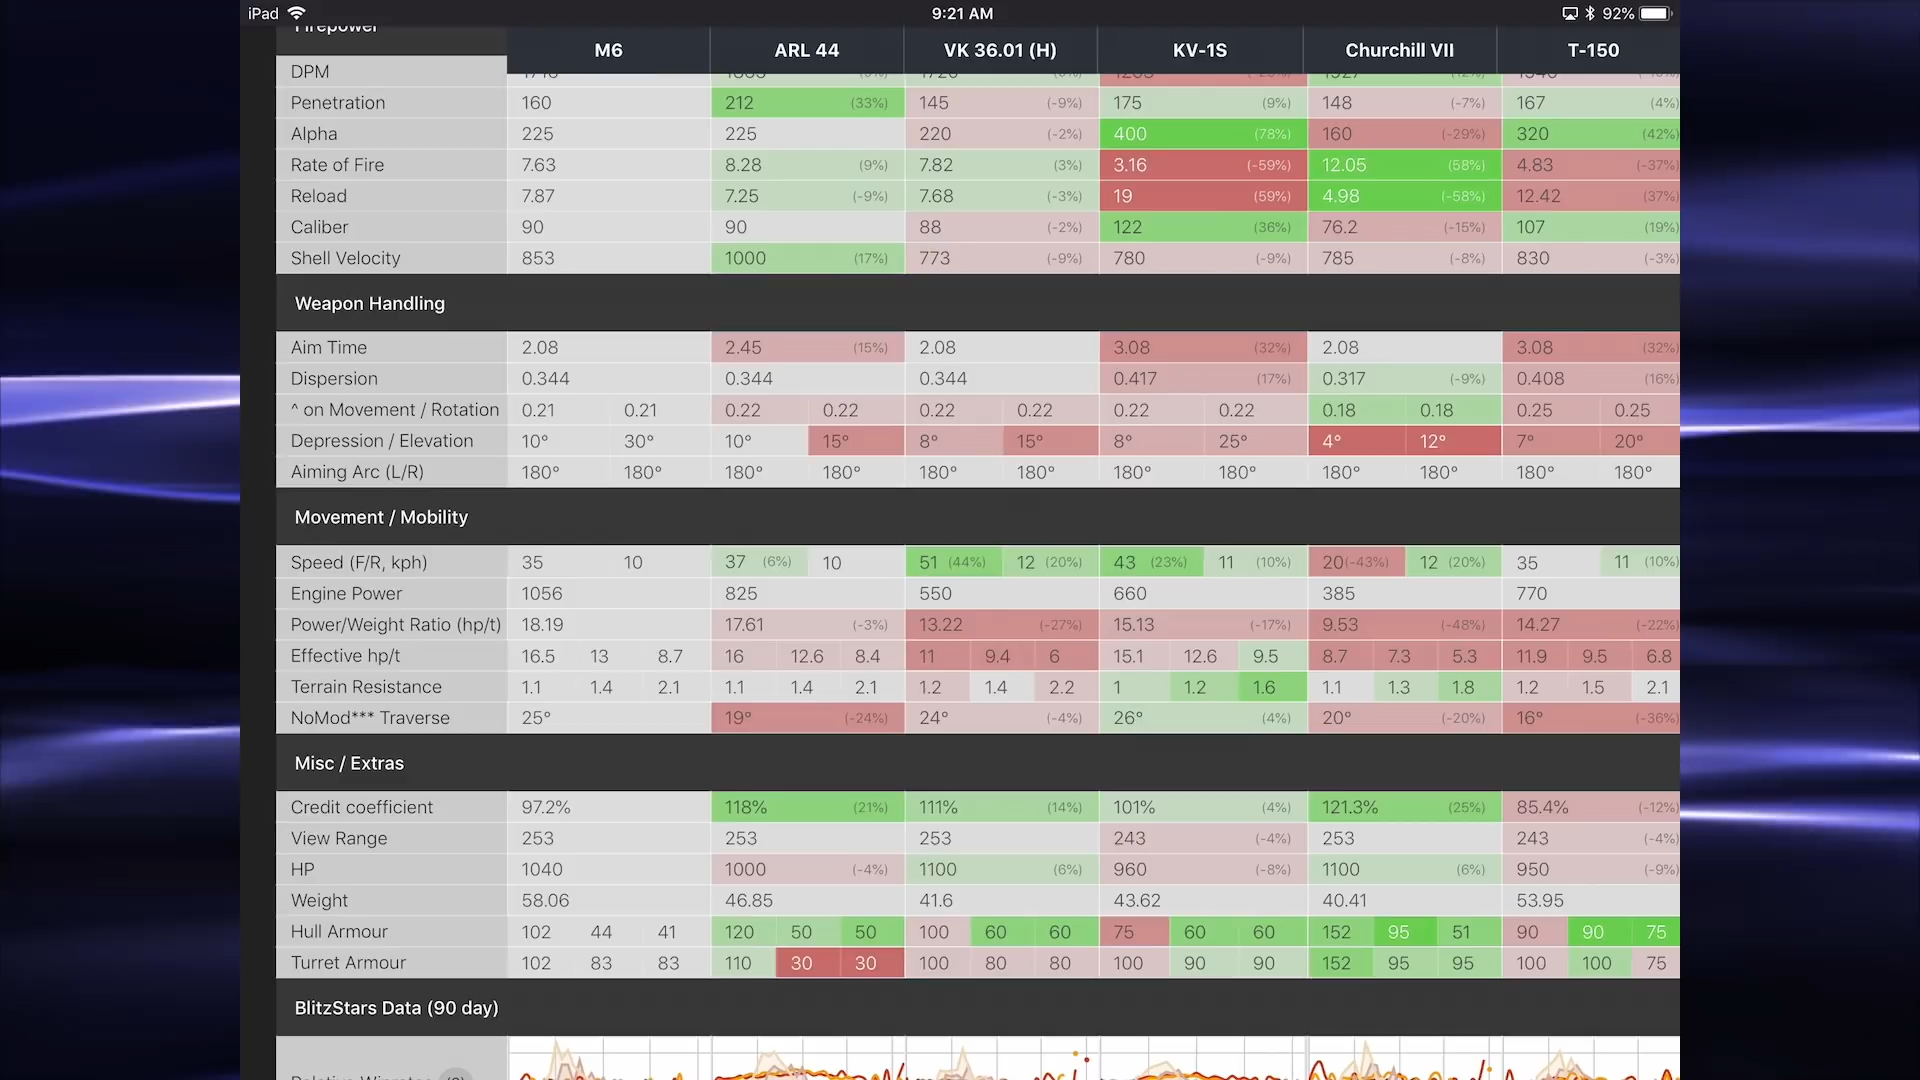 iPad 9:21 AM 92%
Firepower
M6 ARL 44 VK 36.01 (H) KV-1S Churchill VII T-150
DPM
Penetration 160 212 (33%) 145 (-9%) 175 (9%) 148 (-7%) 167 (4%)
Alpha 225 225 220 (-2%) 400 (78%) 160 (-29%) 320 (42%)
Rate of Fire 7.63 8.28 (9%) 7.82 (3%) 3.16 (-59%) 12.05 (58%) 4.83 (-37%)
Reload 7.87 7.25 (-9%) 7.68 (-3%) 19 (59%) 4.98 (-58%) 12.42 (37%)
Caliber 90 90 88 (-2%) 122 (36%) 76.2 (-15%) 107 (19%)
Shell Velocity 853 1000 (17%) 773 (-9%) 780 (-9%) 785 (-8%) 830 (-3%)
Weapon Handling
Aim Time 2.08 2.45 (15%) 2.08 3.08 (32%) 2.08 3.08 (32%)
Dispersion 0.344 0.344 0.344 0.417 (17%) 0.317 (-9%) 0.408 (16%)
^ on Movement / Rotation 0.21 0.21 0.22 0.22 0.22 0.22 0.22 0.22 0.18 0.18 0.25 0.25
Depression / Elevation 10° 30° 10° 15° 8° 15° 8° 25° 4° 12° 7° 20°
Aiming Arc (L/R) 180° 180° 180° 180° 180° 180° 180° 180° 180° 180° 180° 180°
Movement / Mobility
Speed (F/R, kph) 35 10 37 (6%) 10 51 (44%) 12 (20%) 43 (23%) 11 (10%) 20(-43%) 12 (20%) 35 11 (10%)
Engine Power 1056 825 550 660 385 770
Power/Weight Ratio (hp/t) 18.19 17.61 (-3%) 13.22 (-27%) 15.13 (-17%) 9.53 (-48%) 14.27 (-22%)
Effective hp/t 16.5 13 8.7 16 12.6 8.4 11 9.4 6 15.1 12.6 9.5 8.7 7.3 5.3 11.9 9.5 6.8
Terrain Resistance 1.1 1.4 2.1 1.1 1.4 2.1 1.2 1.4 2.2 1 1.2 1.6 1.1 1.3 1.8 1.2 1.5 2.1
NoMod*** Traverse 25° 19° (-24%) 24° (-4%) 26° (4%) 20° (-20%) 16° (-36%)
Misc / Extras
Credit coefficient 97.2% 118% (21%) 111% (14%) 101% (4%) 121.3% (25%) 85.4% (-12%)
View Range 253 253 253 243 (-4%) 253 243 (-4%)
HP 1040 1000 (-4%) 1100 (6%) 960 (-8%) 1100 (6%) 950 (-9%)
Weight 58.06 46.85 41.6 43.62 40.41 53.95
Hull Armour 102 44 41 120 50 50 100 60 60 75 60 60 152 95 51 90 90 75
Turret Armour 102 83 83 110 30 30 100 80 80 100 90 90 152 95 95 100 100 75
BlitzStars Data (90 day)